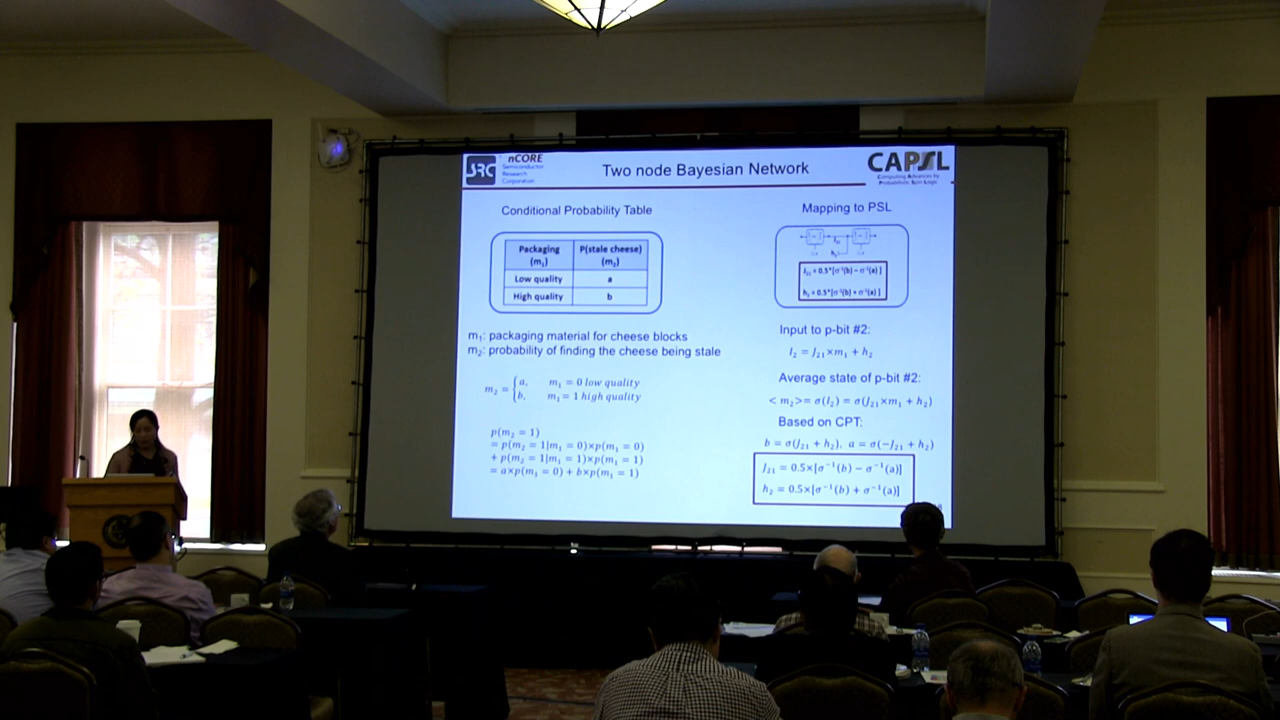 SRC
nCORE
Semiconductor
Research
Corporation
Two node Bayesian Network
CAPSL
Computing Advances by
Probabilistic Spin Logic
Conditional Probability Table
Packaging
(m₁)
P(stale cheese)
(m₂)
Low quality
a
High quality
b
m₁: packaging material for cheese blocks
m₂: probability of finding the cheese being stale
m₂ = {a, m₁ = 0 low quality
b, m₁ = 1 high quality
p(m₂ = 1)
= p(m₂ = 1|m₁ = 0)×p(m₁ = 0)
+ p(m₂ = 1|m₁ = 1)×p(m₁ = 1)
= a×p(m₁ = 0) + b×p(m₁ = 1)
Mapping to PSL
J₂₁
h₂
J₂₁ = 0.5*[σ⁻¹(b) − σ⁻¹(a)]
h₂ = 0.5*[σ⁻¹(b) + σ⁻¹(a)]
Input to p-bit #2:
I₂ = J₂₁×m₁ + h₂
Average state of p-bit #2:
< m₂ >= σ(I₂) = σ(J₂₁×m₁ + h₂)
Based on CPT:
b = σ(J₂₁ + h₂), a = σ(−J₂₁ + h₂)
J₂₁ = 0.5×[σ⁻¹(b) − σ⁻¹(a)]
h₂ = 0.5×[σ⁻¹(b) + σ⁻¹(a)]